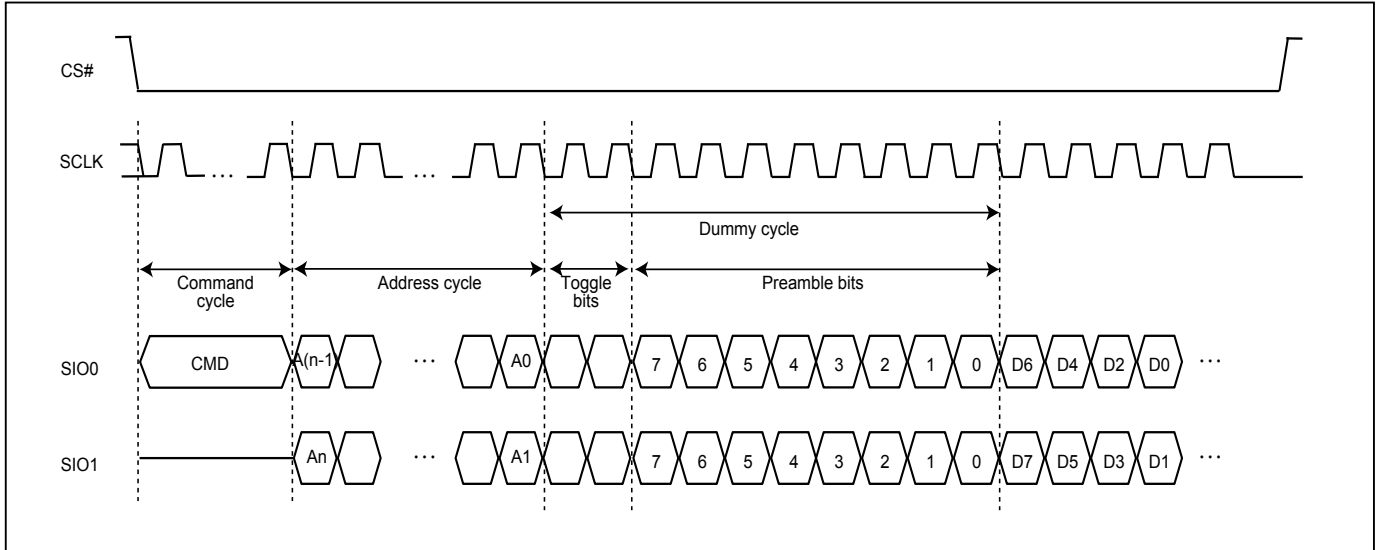 CS#
SCLK ... ...
Dummy cycle
Command cycle
Address cycle
Toggle bits
Preamble bits
SIO0 CMD A(n-1) ... A0 7 6 5 4 3 2 1 0 D6 D4 D2 D0 ...
SIO1 An ... A1 7 6 5 4 3 2 1 0 D7 D5 D3 D1 ...